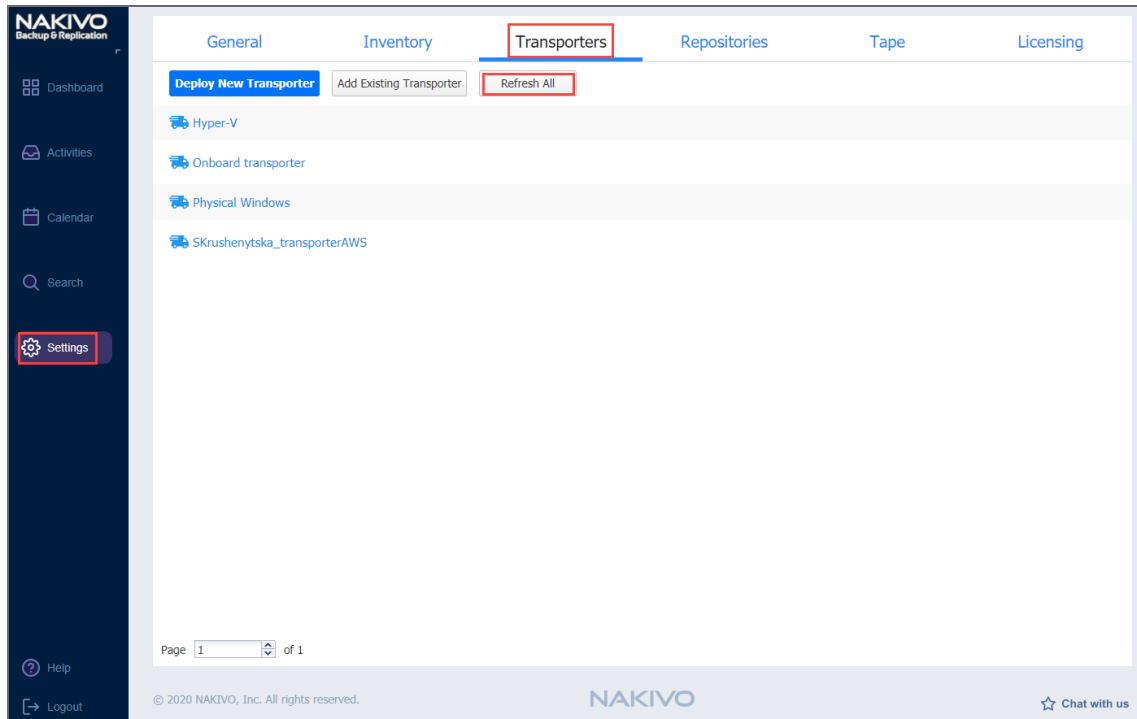 NAKIVO
Backup & Replication
Dashboard
Activities
Calendar
Search
Settings
Help
Logout
General Inventory Transporters Repositories Tape Licensing
Deploy New Transporter Add Existing Transporter Refresh All
Hyper-V
Onboard transporter
Physical Windows
SKrushenytska_transporterAWS
Page 1 of 1
© 2020 NAKIVO, Inc. All rights reserved. NAKIVO Chat with us